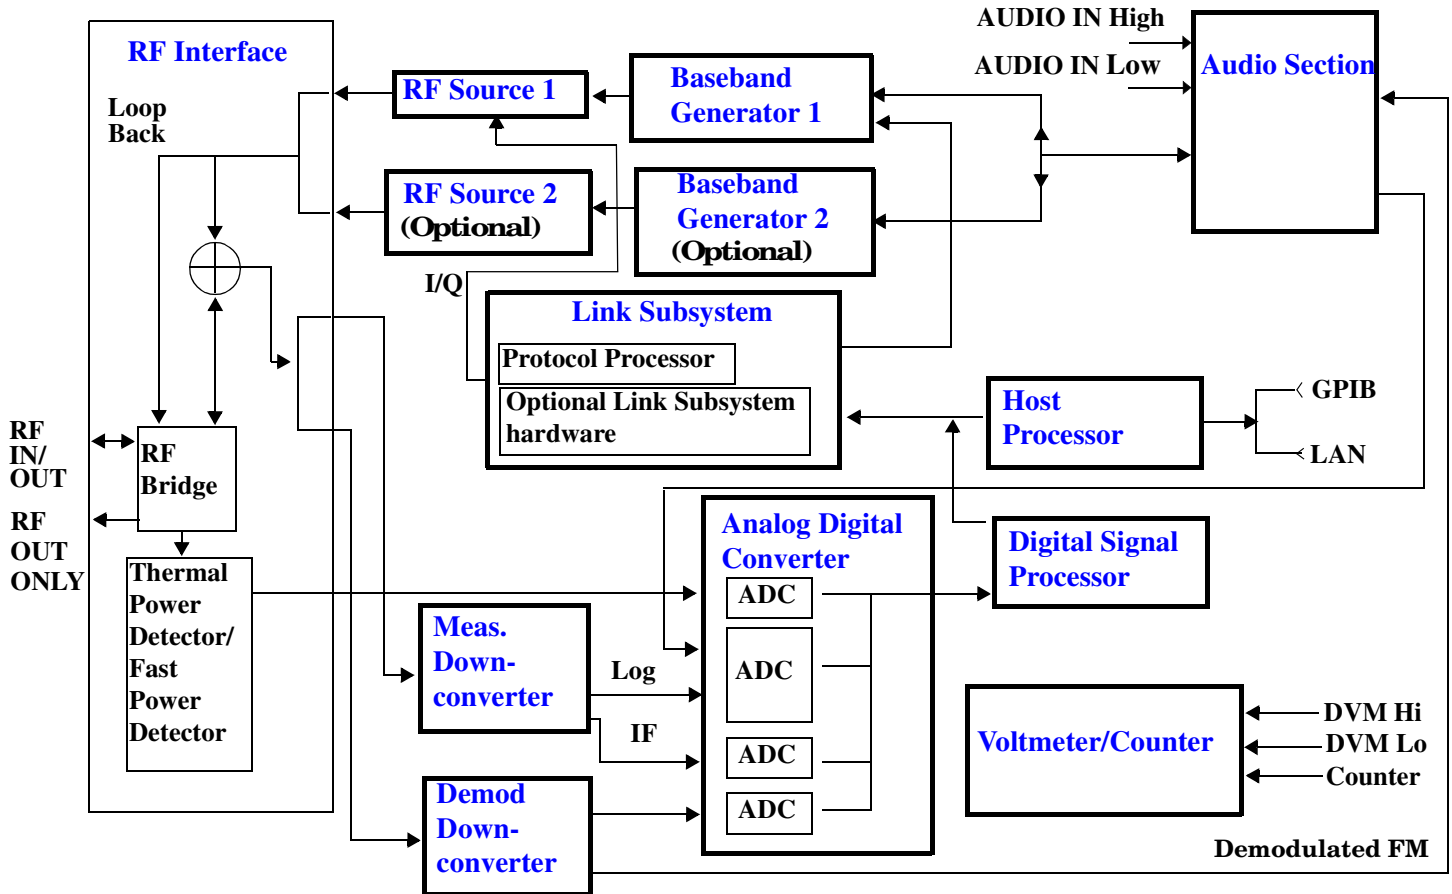 AUDIO IN High
AUDIO IN Low
Audio Section
RF Interface
Loop
Back
RF Source 1
Baseband
Generator 1
RF Source 2
(Optional)
Baseband
Generator 2
(Optional)
I/Q
Link Subsystem
Protocol Processor
Optional Link Subsystem
hardware
Host
Processor
GPIB
LAN
RF
IN/
OUT
RF
Bridge
RF
OUT
ONLY
Thermal
Power
Detector/
Fast
Power
Detector
Analog Digital
Converter
ADC
ADC
ADC
ADC
Digital Signal
Processor
Meas.
Down-
converter
Log
IF
Demod
Down-
converter
Voltmeter/Counter
DVM Hi
DVM Lo
Counter
Demodulated FM